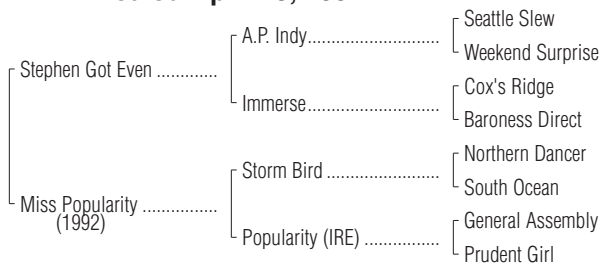 Stephen Got Even
Miss Popularity
(1992)
A.P. Indy
Immerse
Storm Bird
Popularity (IRE)
Seattle Slew
Weekend Surprise
Cox's Ridge
Baroness Direct
Northern Dancer
South Ocean
General Assembly
Prudent Girl